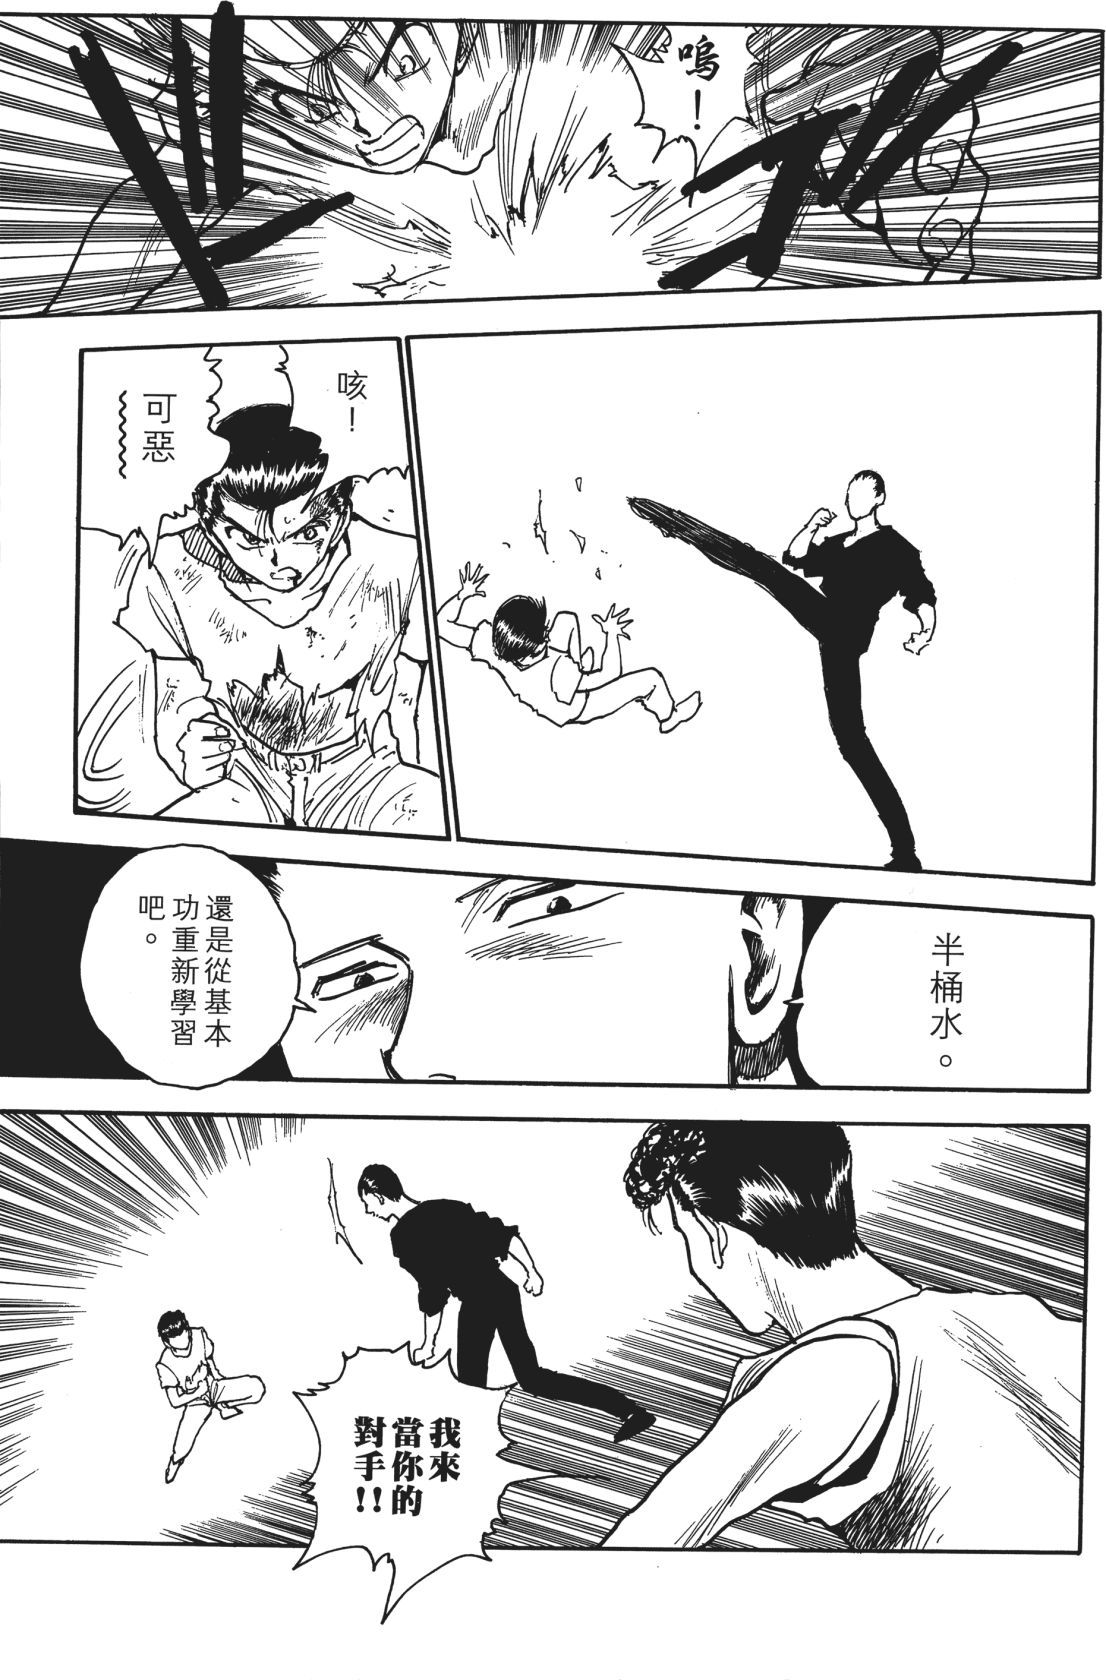 嗚！
咳！
可惡
半桶水。
還是從基本
功重新學習
吧。
我來
當你的
對手！！